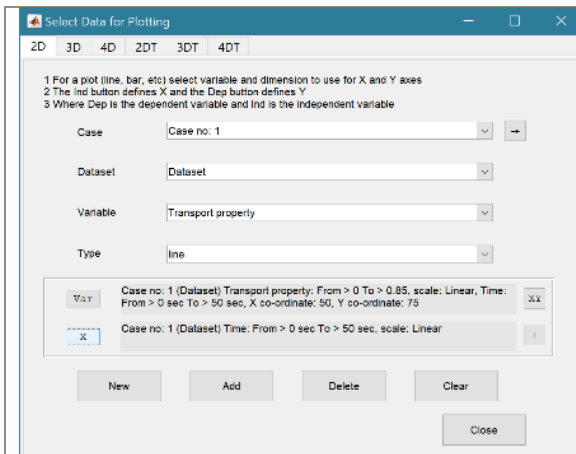 Select Data for Plotting
2D 3D 4D 2DT 3DT 4DT
1 For a plot (line, bar, etc) select variable and dimension to use for X and Y axes
2 The Ind button defines X and the Dep button defines Y
3 Where Dep is the dependent variable and Ind is the independent variable
Case Case no: 1
Dataset Dataset
Variable Transport property
Type line
Var Case no: 1 (Dataset) Transport property: From > 0 To > 0.85, scale: Linear, Time:
From > 0 sec To > 50 sec, X co-ordinate: 50, Y co-ordinate: 75 XY
X Case no: 1 (Dataset) Time: From > 0 sec To > 50 sec, scale: Linear
New Add Delete Clear
Close